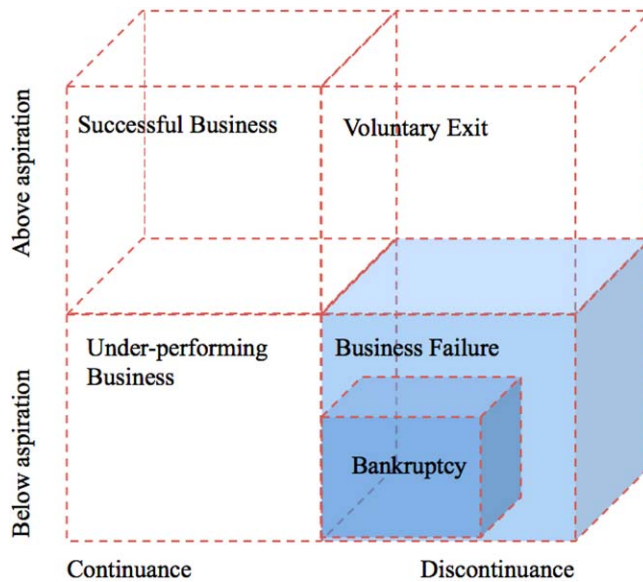 Above aspiration
Successful Business
Voluntary Exit
Below aspiration
Under-performing
Business
Business Failure
Bankruptcy
Continuance
Discontinuance